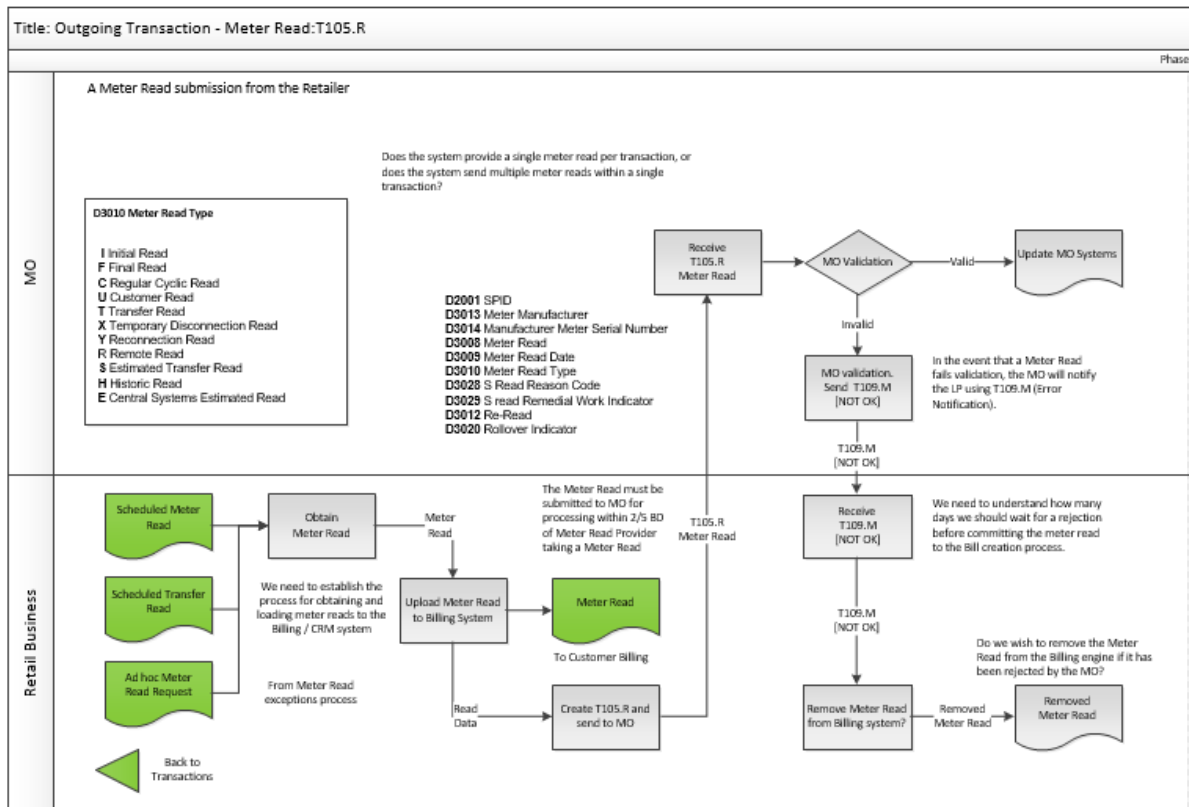 Title: Outgoing Transaction - Meter Read:T105.R
Phase
MO
A Meter Read submission from the Retailer
Does the system provide a single meter read per transaction, or
does the system send multiple meter reads within a single
transaction?
D3010 Meter Read Type
I Initial Read
F Final Read
C Regular Cyclic Read
U Customer Read
T Transfer Read
X Temporary Disconnection Read
Y Reconnection Read
R Remote Read
S Estimated Transfer Read
H Historic Read
E Central Systems Estimated Read
D2001 SPID
D3013 Meter Manufacturer
D3014 Manufacturer Meter Serial Number
D3008 Meter Read
D3009 Meter Read Date
D3010 Meter Read Type
D3028 S Read Reason Code
D3029 S read Remedial Work Indicator
D3012 Re-Read
D3020 Rollover Indicator
Receive
T105.R
Meter Read
MO Validation
Valid
Update MO Systems
Invalid
MO validation.
Send T109.M
[NOT OK]
In the event that a Meter Read
fails validation, the MO will notify
the LP using T109.M (Error
Notification).
T109.M
[NOT OK]
Retail Business
Scheduled Meter
Read
Scheduled Transfer
Read
Ad hoc Meter
Read Request
Back to
Transactions
Obtain
Meter Read
We need to establish the
process for obtaining and
loading meter reads to the
Billing / CRM system
From Meter Read
exceptions process
Meter
Read
Upload Meter Read
to Billing System
Read
Data
The Meter Read must be
submitted to MO for
processing within 2/5 BD
of Meter Read Provider
taking a Meter Read
Meter Read
To Customer Billing
Create T105.R and
send to MO
T105.R
Meter Read
Receive
T109.M
[NOT OK]
We need to understand how many
days we should wait for a rejection
before committing the meter read
to the Bill creation process.
T109.M
[NOT OK]
Do we wish to remove the Meter
Read from the Billing engine if it has
been rejected by the MO?
Remove Meter Read
from Billing system?
Removed
Meter Read
Removed
Meter Read